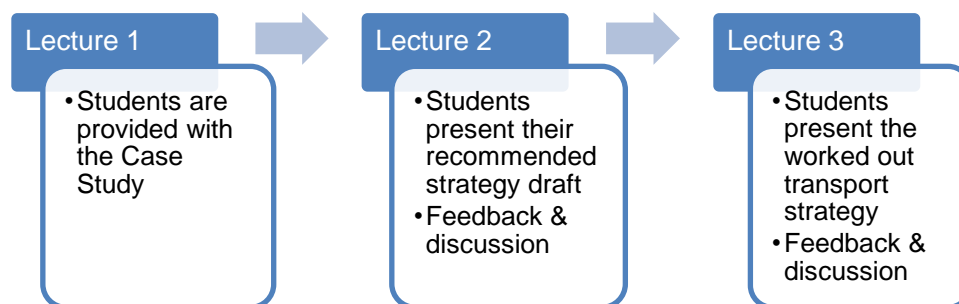 Lecture 1
•Students are
provided with
the Case
Study
Lecture 2
•Students
present their
recommended
strategy draft
•Feedback &
discussion
Lecture 3
•Students
present the
worked out
transport
strategy
•Feedback &
discussion